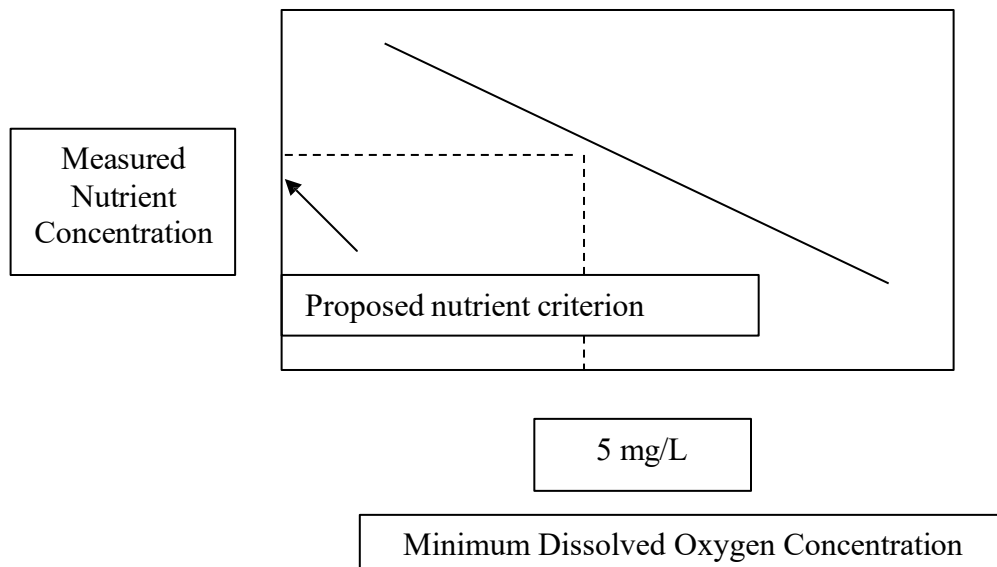 Measured
Nutrient
Concentration
Proposed nutrient criterion
5 mg/L
Minimum Dissolved Oxygen Concentration